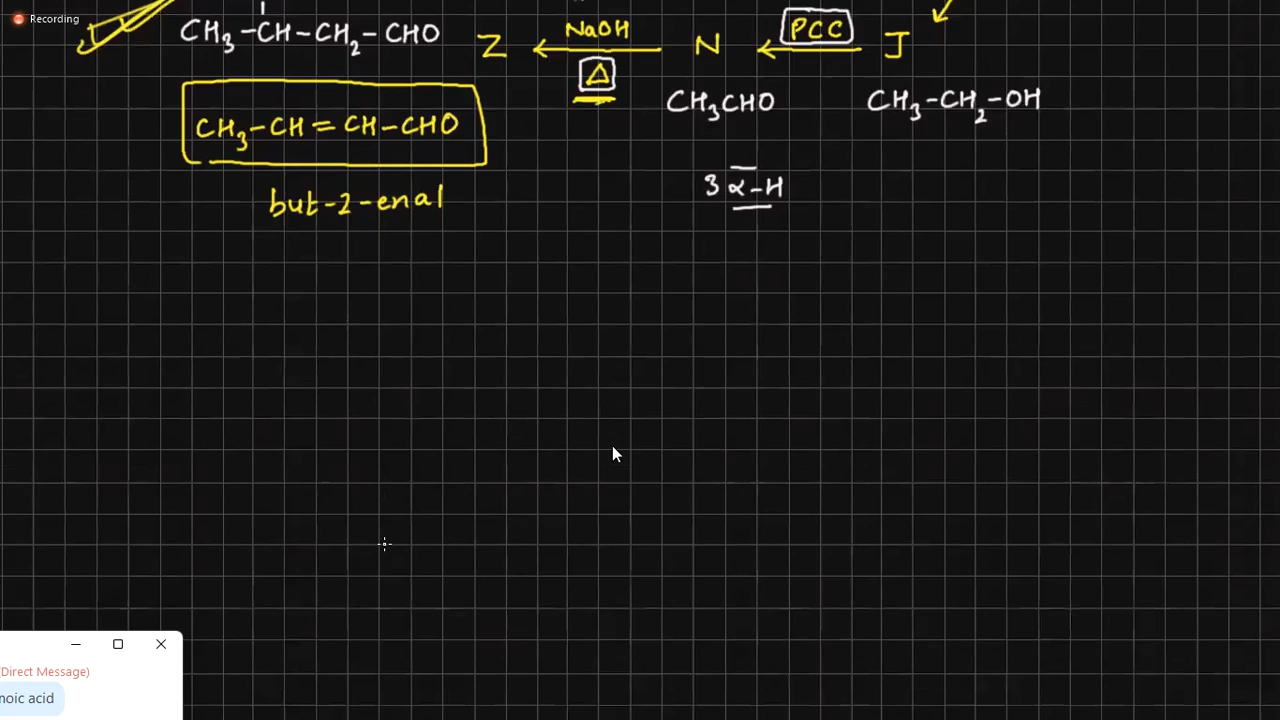 Recording
CH3-CH-CH2-CHO Z ← NaOH Δ N ← PCC J
CH3-CH=CH-CHO CH3CHO CH3-CH2-OH
3 α-H
but-2-enal
(Direct Message)
noic acid